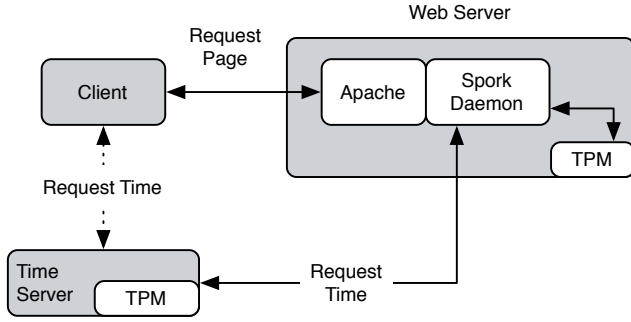 Web Server
Request
Page
Client
Apache
Spork
Daemon
TPM
Request Time
Time
Server
TPM
Request
Time